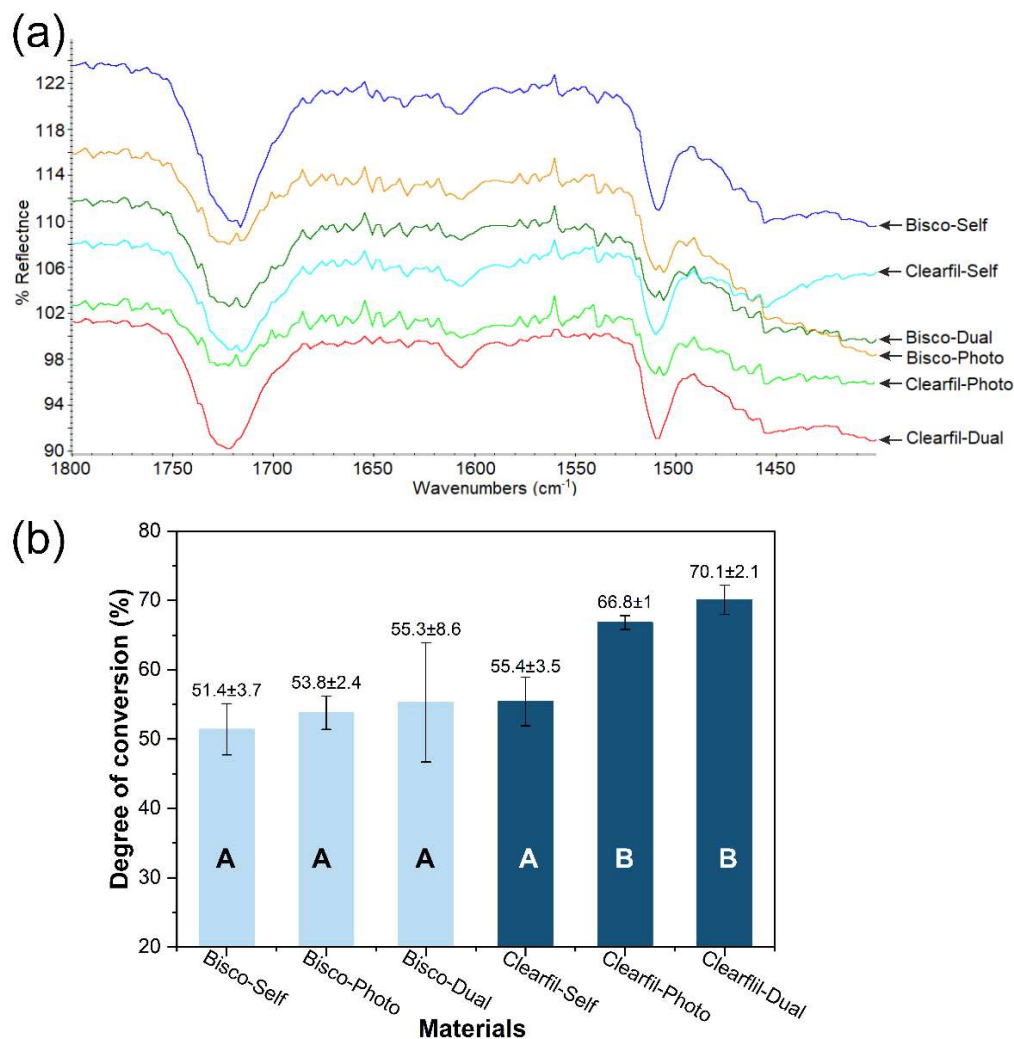 (a)
122
118
114
110
106
102
98
94
90
% Reflectnce
1800
1750
1700
1650
1600
1550
1500
1450
Wavenumbers (cm⁻¹)
Bisco-Self
Clearfil-Self
Bisco-Dual
Bisco-Photo
Clearfil-Photo
Clearfil-Dual
(b)
80
70
60
50
40
30
20
Degree of conversion (%)
51.4±3.7
53.8±2.4
55.3±8.6
55.4±3.5
66.8±1
70.1±2.1
A
A
A
A
B
B
Bisco-Self
Bisco-Photo
Bisco-Dual
Clearfil-Self
Clearfil-Photo
Clearfiil-Dual
Materials